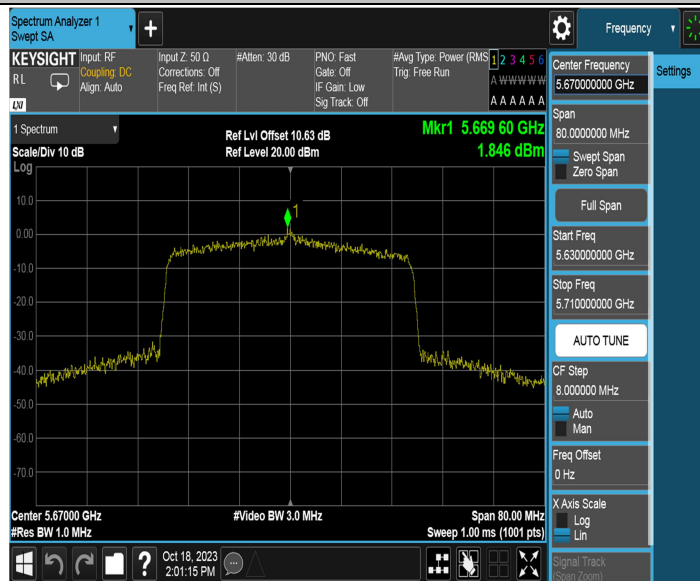 Spectrum Analyzer 1
Swept SA
Frequency
KEYSIGHT
RL
LXI
Input: RF
Coupling: DC
Align: Auto
Input Z: 50 Ω
Corrections: Off
Freq Ref: Int (S)
#Atten: 30 dB
PNO: Fast
Gate: Off
IF Gain: Low
Sig Track: Off
#Avg Type: Power (RMS
Trig: Free Run
1 2 3 4 5 6
A W W W W W
A A A A A A
1 Spectrum
Scale/Div 10 dB
Ref Lvl Offset 10.63 dB
Ref Level 20.00 dBm
Mkr1 5.669 60 GHz
1.846 dBm
Log
10.0
0.00
-10.0
-20.0
-30.0
-40.0
-50.0
-60.0
-70.0
1
Center 5.67000 GHz
#Res BW 1.0 MHz
#Video BW 3.0 MHz
Span 80.00 MHz
Sweep 1.00 ms (1001 pts)
Center Frequency
5.670000000 GHz
Settings
Span
80.0000000 MHz
Swept Span
Zero Span
Full Span
Start Freq
5.630000000 GHz
Stop Freq
5.710000000 GHz
AUTO TUNE
CF Step
8.000000 MHz
Auto
Man
Freq Offset
0 Hz
X Axis Scale
Log
Lin
Signal Track
(Span Zoom)
?
Oct 18, 2023
2:01:15 PM